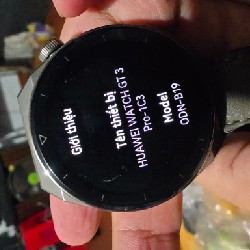 Giới thiệu
Tên thiết bị
HUAWEI WATCH GT 3
Pro-1C3
Model
ODN-B19